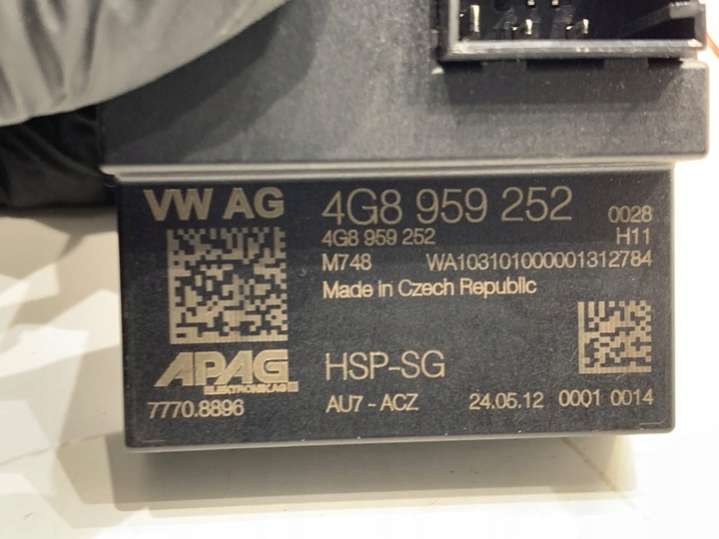 VW AG
4G8 959 252
0028
4G8 959 252
H11
M748
WA103101000001312784
Made in Czech Republic
APAG
ELEKTRONIK AG
HSP-SG
7770.8896
AU7-ACZ
24.05.12
0001 0014